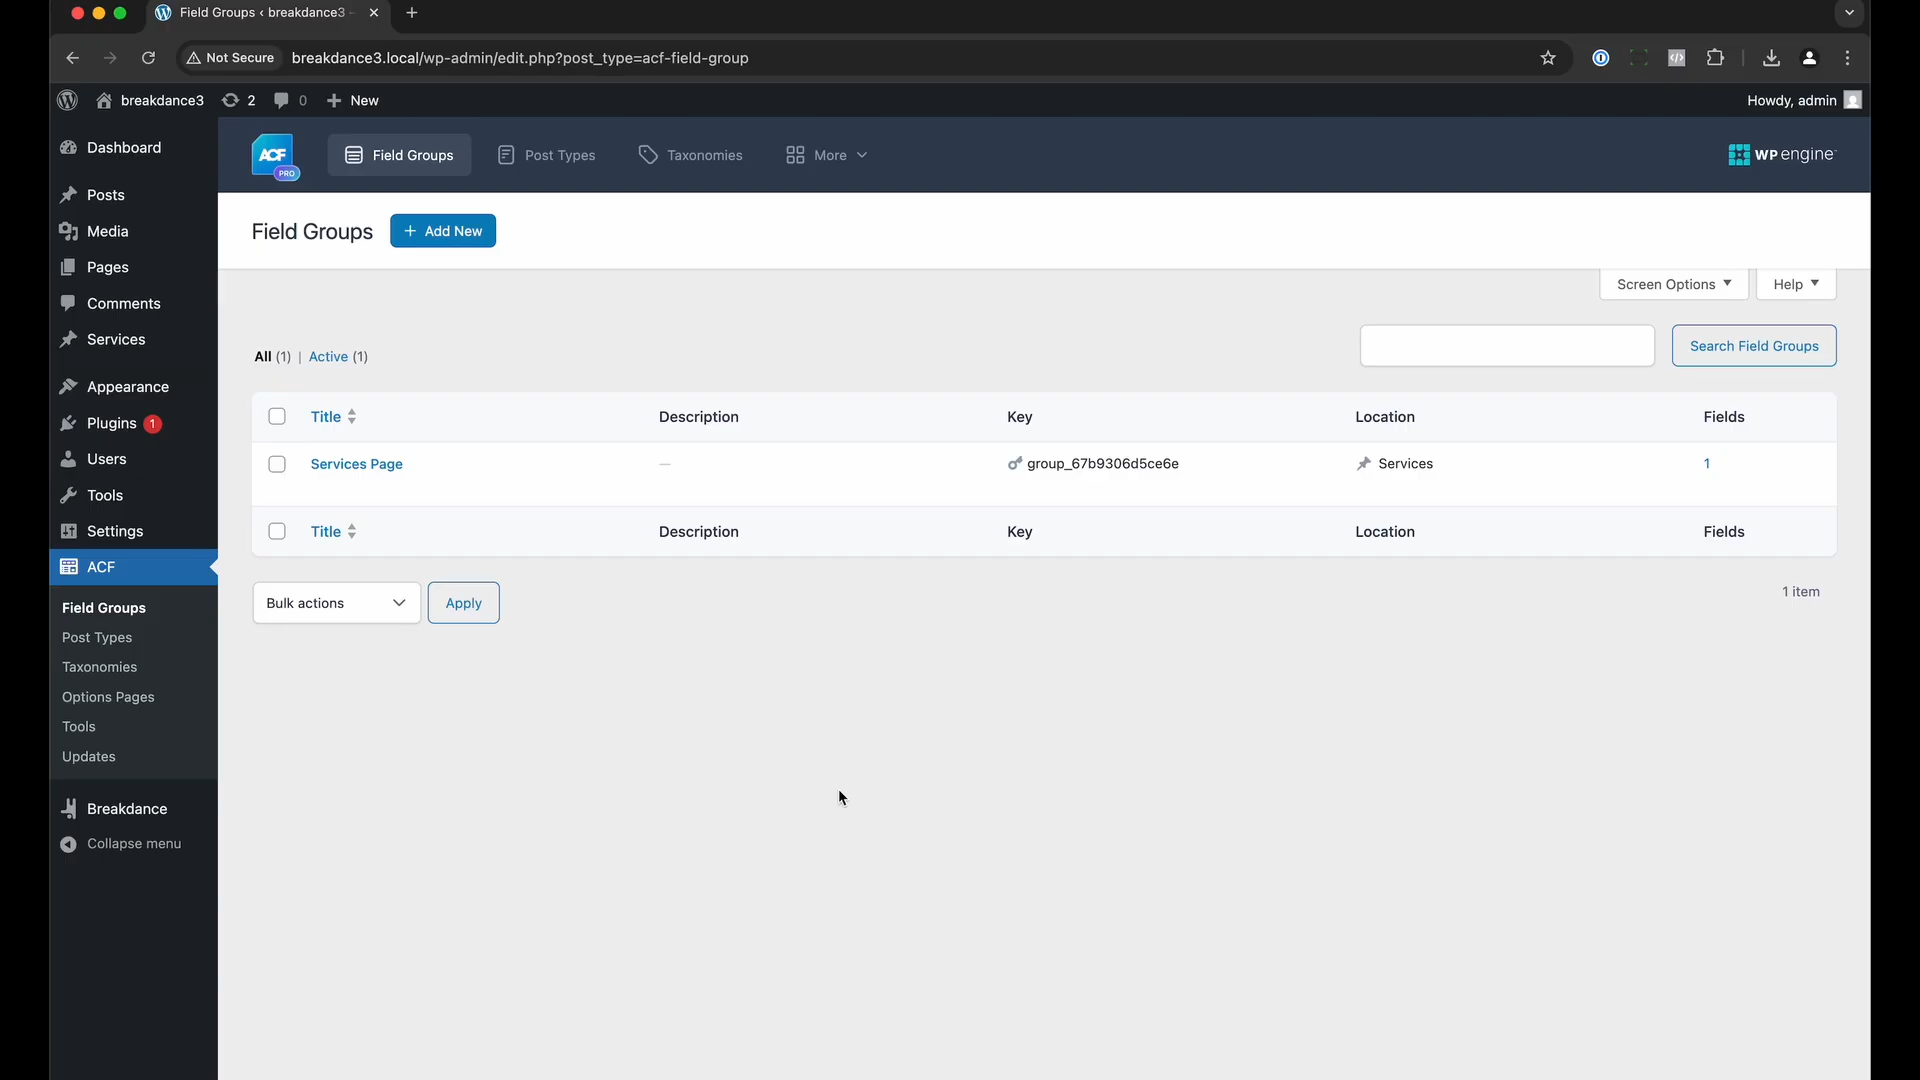 Field Groups ‹ breakdance3 -
Not Secure breakdance3.local/wp-admin/edit.php?post_type=acf-field-group
breakdance3 2 0 New Howdy, admin
Dashboard
Posts
Media
Pages
Comments
Services
Appearance
Plugins 1
Users
Tools
Settings
ACF
Field Groups
Post Types
Taxonomies
Options Pages
Tools
Updates
Breakdance
Collapse menu
ACF PRO Field Groups Post Types Taxonomies More WP engine
Field Groups + Add New
Screen Options ▼ Help ▼
All (1) | Active (1) Search Field Groups
Title Description Key Location Fields
Services Page — group_67b9306d5ce6e Services 1
Title Description Key Location Fields
Bulk actions Apply 1 item